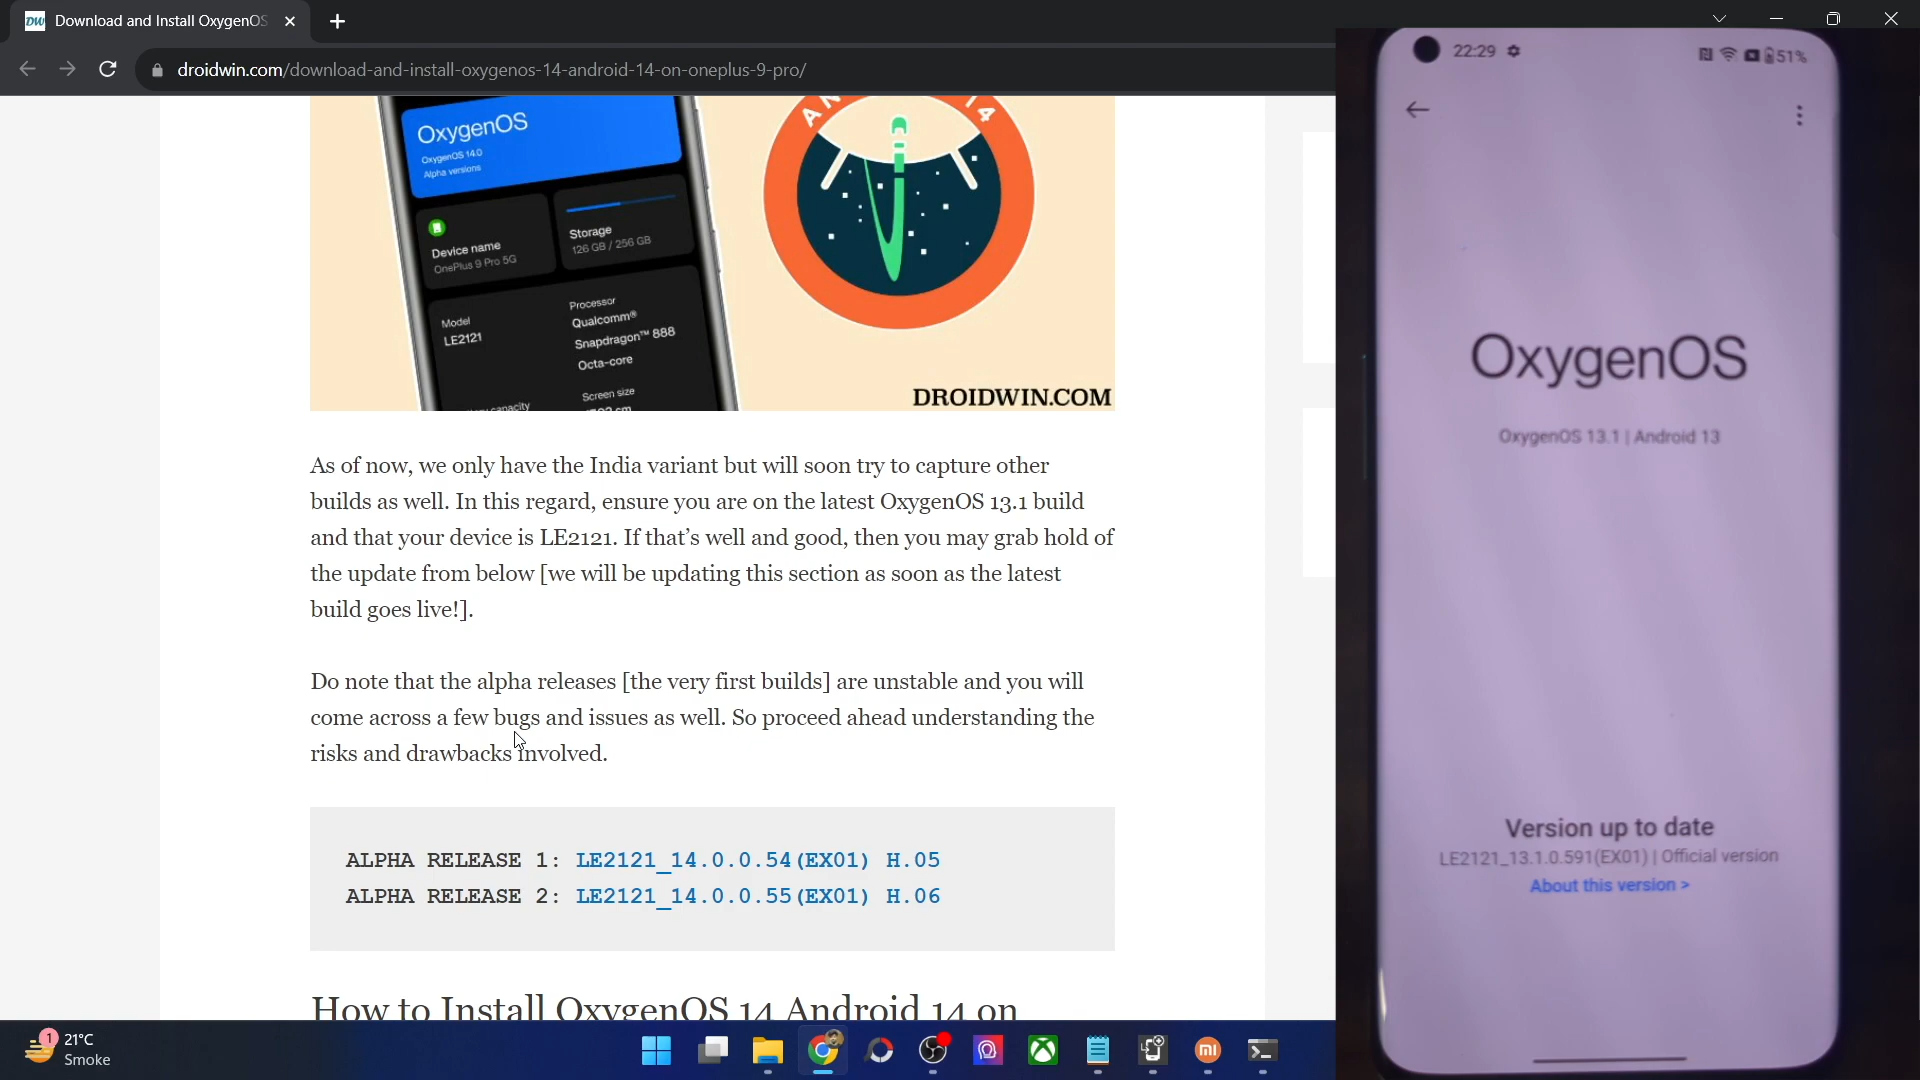 Download and Install OxygenOS
droidwin.com/download-and-install-oxygenos-14-android-14-on-oneplus-9-pro/
OxygenOS
OxygenOS 14.0
Alpha versions
Device name
OnePlus 9 Pro 5G
Storage
126 GB / 256 GB
Model
LE2121
Processor
Qualcomm®
Snapdragon™ 888
Octa-core
Screen size
capacity
14
DROIDWIN.COM
As of now, we only have the India variant but will soon try to capture other
builds as well. In this regard, ensure you are on the latest OxygenOS 13.1 build
and that your device is LE2121. If that’s well and good, then you may grab hold of
the update from below [we will be updating this section as soon as the latest
build goes live!].
Do note that the alpha releases [the very first builds] are unstable and you will
come across a few bugs and issues as well. So proceed ahead understanding the
risks and drawbacks involved.
ALPHA RELEASE 1: LE2121_14.0.0.54(EX01) H.05
ALPHA RELEASE 2: LE2121_14.0.0.55(EX01) H.06
How to Install OxygenOS 14 Android 14 on
1
21°C
Smoke
22:29
51%
OxygenOS
OxygenOS 13.1 | Android 13
Version up to date
LE2121_13.1.0.591(EX01) | Official version
About this version >